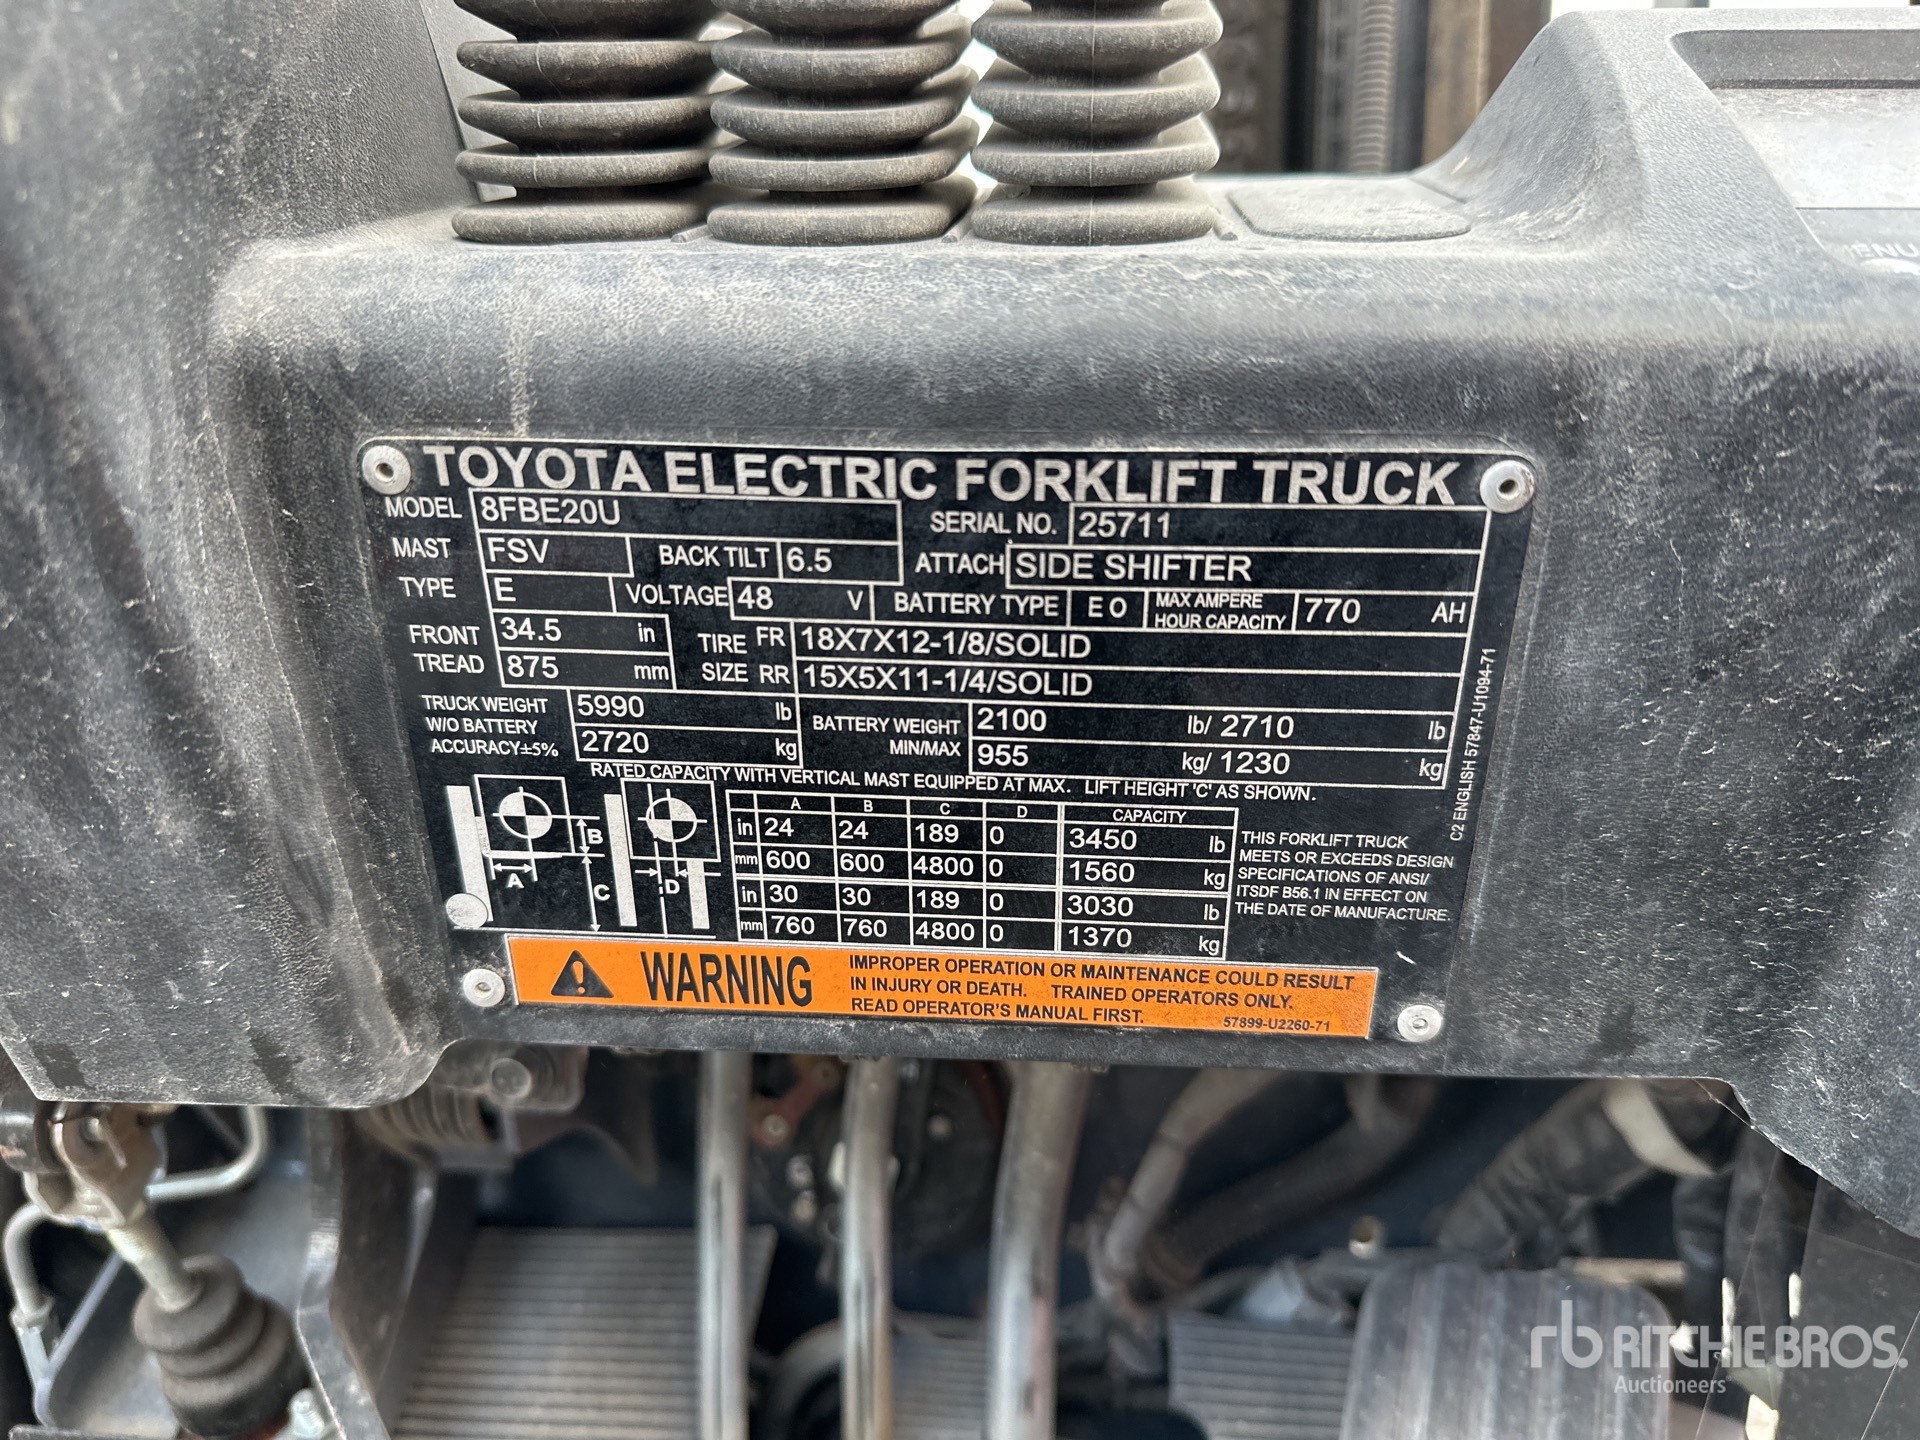 MENU
TOYOTA ELECTRIC FORKLIFT TRUCK
MODEL 8FBE20U SERIAL NO. 25711
MAST FSV BACK TILT 6.5 ATTACH SIDE SHIFTER
TYPE E VOLTAGE 48 V BATTERY TYPE E O MAX AMPERE HOUR CAPACITY 770 AH
FRONT TREAD 34.5 in TIRE SIZE FR 18X7X12-1/8/SOLID
875 mm RR 15X5X11-1/4/SOLID
TRUCK WEIGHT W/O BATTERY ACCURACY±5% 5990 lb BATTERY WEIGHT MIN/MAX 2100 lb/ 2710 lb
2720 kg 955 kg/ 1230 kg
RATED CAPACITY WITH VERTICAL MAST EQUIPPED AT MAX. LIFT HEIGHT 'C' AS SHOWN.
A B C D
A B C D CAPACITY
in 24 24 189 0 3450 lb
mm 600 600 4800 0 1560 kg
in 30 30 189 0 3030 lb
mm 760 760 4800 0 1370 kg
THIS FORKLIFT TRUCK
MEETS OR EXCEEDS DESIGN
SPECIFICATIONS OF ANSI/
ITSDF B56.1 IN EFFECT ON
THE DATE OF MANUFACTURE.
C2 ENGLISH 57847-U1094-71
WARNING
IMPROPER OPERATION OR MAINTENANCE COULD RESULT
IN INJURY OR DEATH. TRAINED OPERATORS ONLY.
READ OPERATOR'S MANUAL FIRST.
57899-U2260-71
rb RITCHIE BROS.
Auctioneers